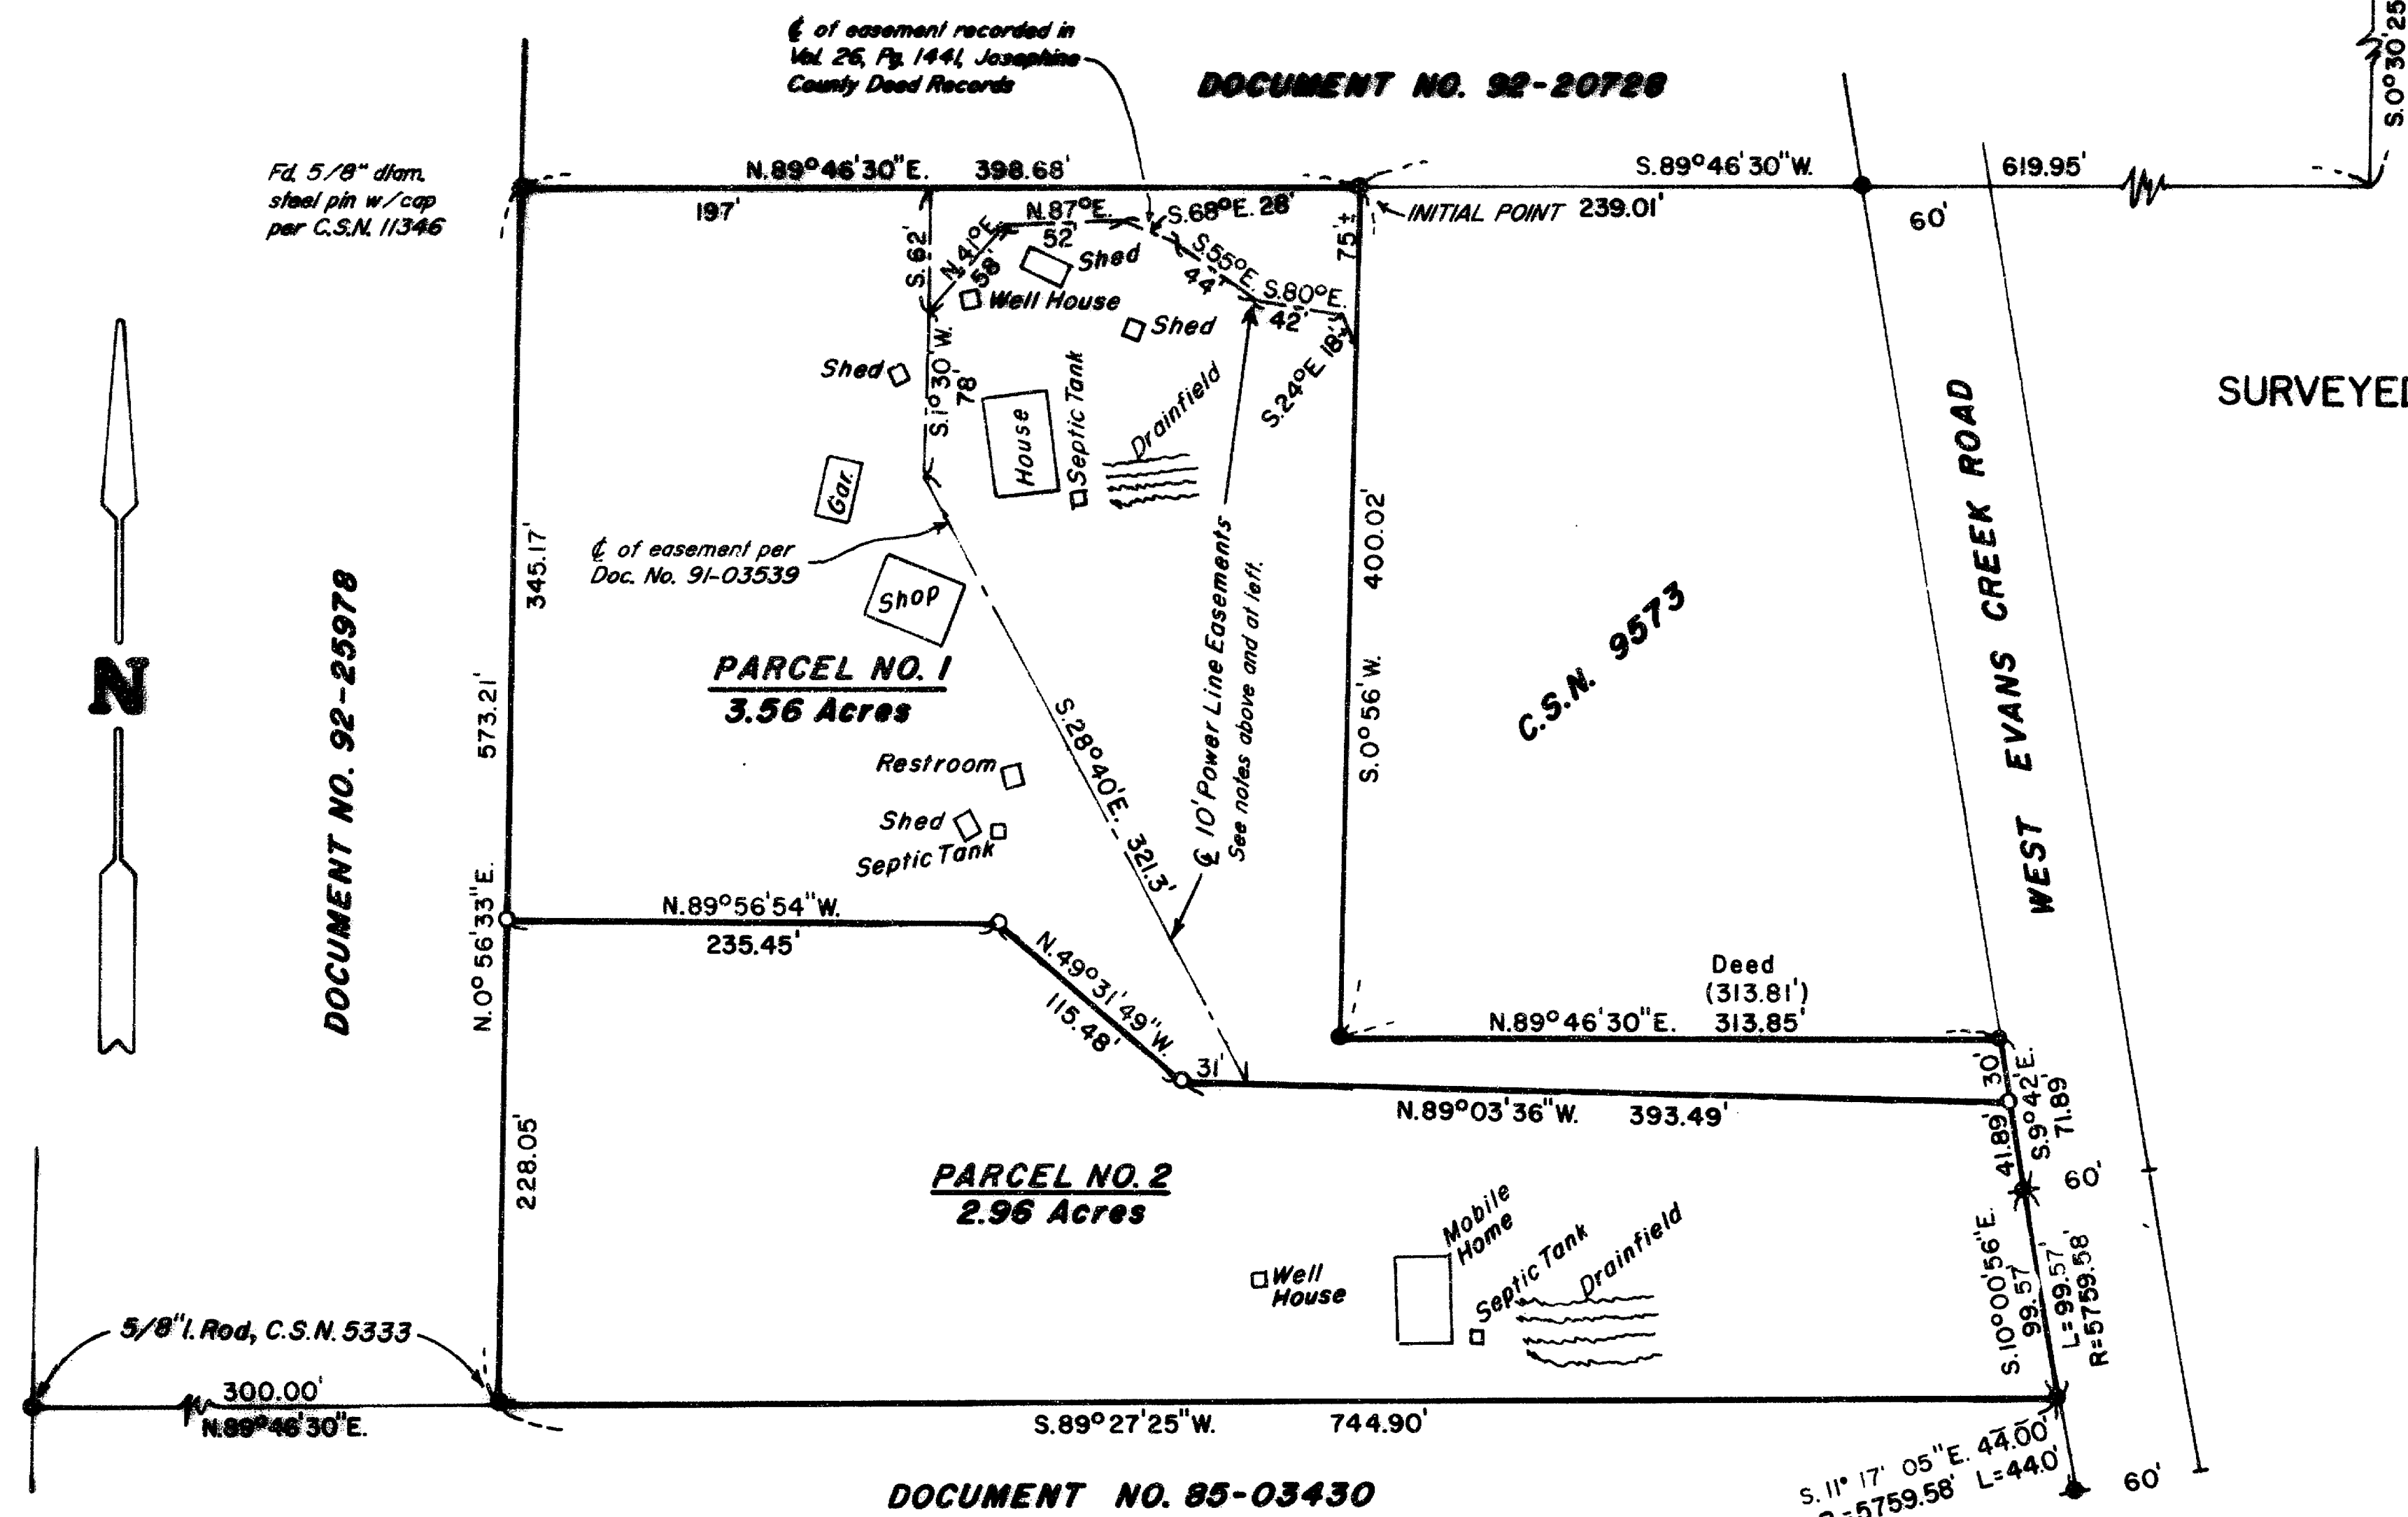 ℄ of easement recorded in
Vol. 26, Pg. 1441, Josephine
County Deed Records
DOCUMENT NO. 92-20728
S.0°30'25
Fd. 5/8" diam.
steel pin w/cap
per C.S.N. 11346
N.89°46'30"E. 398.68'
S.89°46'30"W.
619.95'
197'
INITIAL POINT 239.01'
60'
S. 62'
N.41°E.
58'
N.87°E.
52'
S.68°E. 28'
S.55°E.
44'
S.80°E.
42'
75'±
S.24°E. 18'
Shed
Well House
Shed
Shed
S.1°30'W.
78'
House
Septic Tank
Drainfield
Gar.
℄ of easement per
Doc. No. 91-03539
Shop
SURVEYED
N
DOCUMENT NO. 92-25978
345.17'
573.21'
N.0°56'33"E.
228.05'
PARCEL NO. 1
3.56 Acres
S.28°40'E. 321.3'
℄ 10' Power Line Easements
See notes above and at left.
400.02'
S.0°56'W.
C.S.N. 9573
WEST EVANS CREEK ROAD
Restroom
Shed
Septic Tank
N.89°56'54"W.
235.45'
N.49°31'49"W.
115.48'
31'
Deed
(313.81')
N.89°46'30"E. 313.85'
N.89°03'36"W. 393.49'
30'
41.89'
S.9°42'E.
71.89
60'
PARCEL NO. 2
2.96 Acres
Well
House
Mobile
Home
Septic Tank
Drainfield
S.10°00'56"E.
99.57'
L=99.57'
R=5759.58'
5/8" I. Rod, C.S.N. 5333
300.00'
N.89°46'30"E.
S.89°27'25"W. 744.90'
DOCUMENT NO. 85-03430
S. 11° 17' 05"E. 44.00'
R=5759.58' L=44.0'
60'